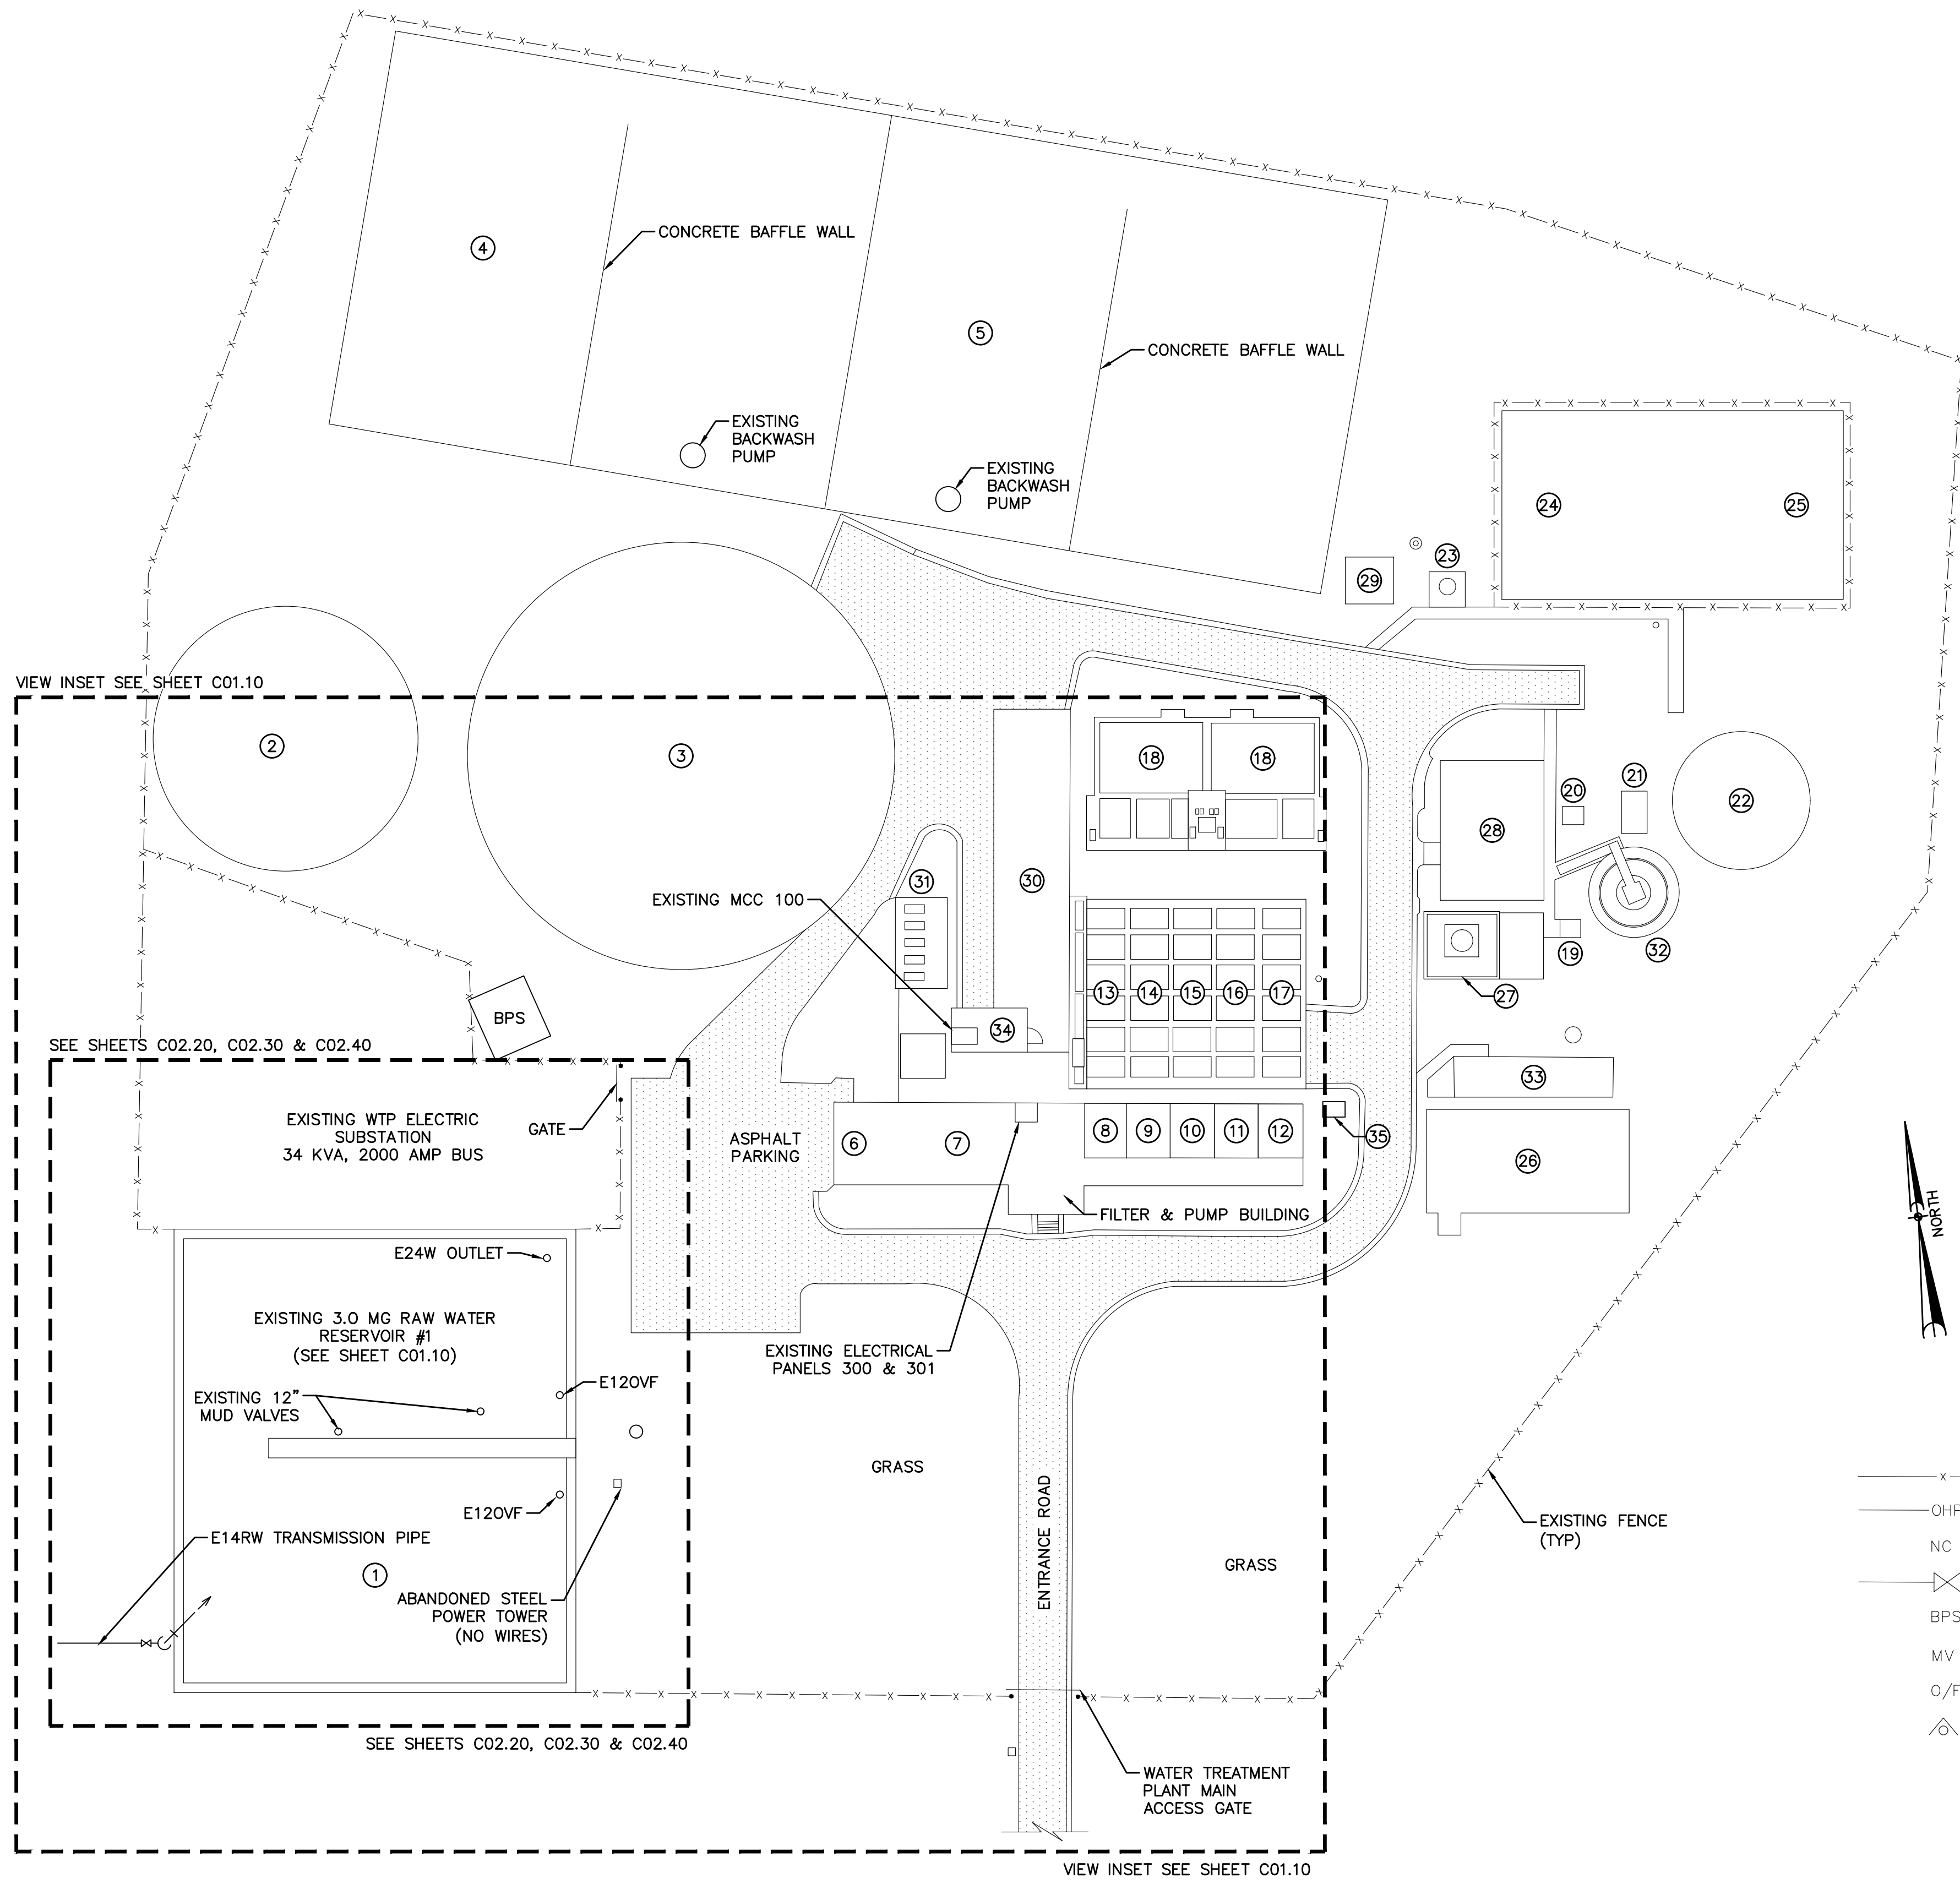 4
CONCRETE BAFFLE WALL
5
CONCRETE BAFFLE WALL
EXISTING
BACKWASH
PUMP
EXISTING
BACKWASH
PUMP
24
25
23
29
VIEW INSET SEE SHEET C01.10
2
3
18
18
20
21
22
28
31
30
EXISTING MCC 100
19
32
13
14
15
16
17
27
BPS
34
SEE SHEETS C02.20, C02.30 & C02.40
33
EXISTING WTP ELECTRIC
SUBSTATION
34 KVA, 2000 AMP BUS
GATE
ASPHALT
PARKING
6
7
8
9
10
11
12
35
26
FILTER & PUMP BUILDING
NORTH
E24W OUTLET
EXISTING 3.0 MG RAW WATER
RESERVOIR #1
(SEE SHEET C01.10)
EXISTING ELECTRICAL
PANELS 300 & 301
E12OVF
EXISTING 12"
MUD VALVES
GRASS
E12OVF
ENTRANCE ROAD
EXISTING FENCE
(TYP)
E14RW TRANSMISSION PIPE
1
GRASS
ABANDONED STEEL
POWER TOWER
(NO WIRES)
X
OHP
NC
BPS
MV
O/F
SEE SHEETS C02.20, C02.30 & C02.40
WATER TREATMENT
PLANT MAIN
ACCESS GATE
VIEW INSET SEE SHEET C01.10